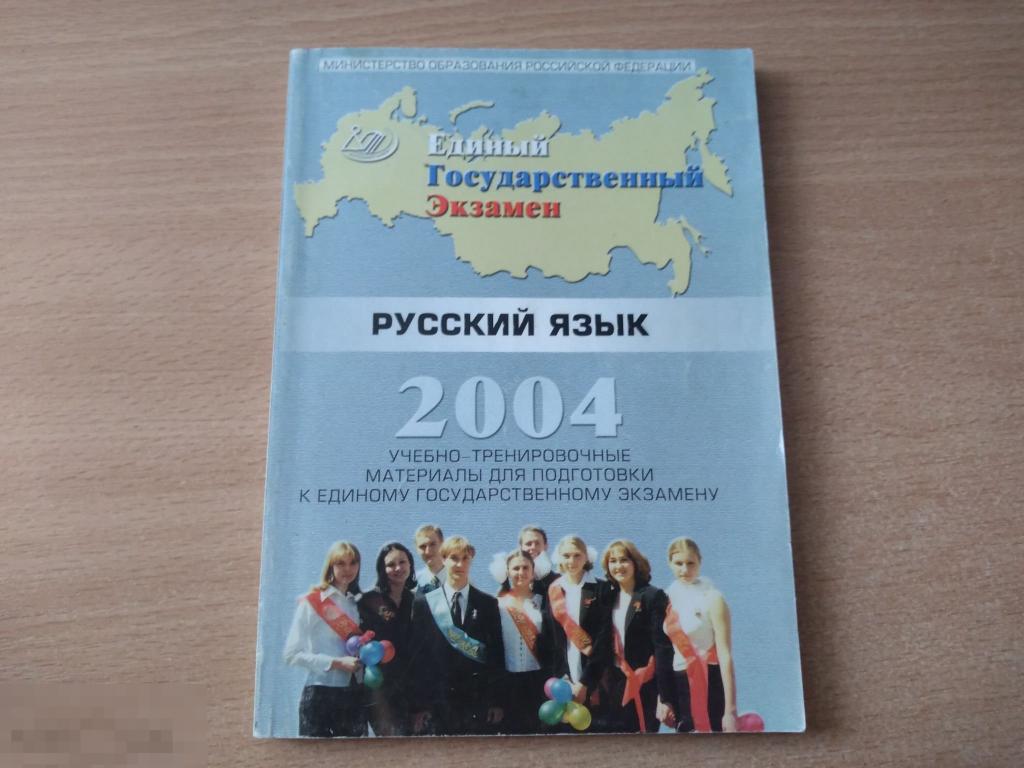 МИНИСТЕРСТВО ОБРАЗОВАНИЯ РОССИЙСКОЙ ФЕДЕРАЦИИ
Единый
Государственный
Экзамен
РУССКИЙ ЯЗЫК
2004
УЧЕБНО-ТРЕНИРОВОЧНЫЕ
МАТЕРИАЛЫ ДЛЯ ПОДГОТОВКИ
К ЕДИНОМУ ГОСУДАРСТВЕННОМУ ЭКЗАМЕНУ